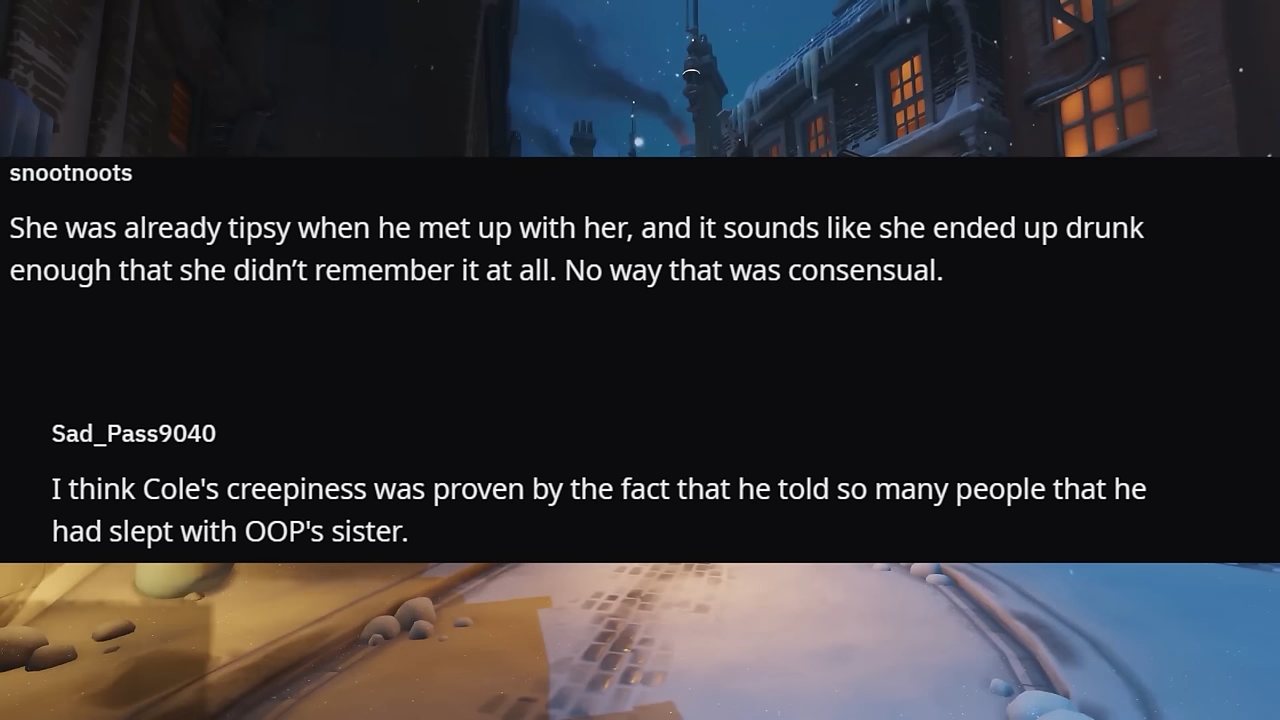 snootnoots
She was already tipsy when he met up with her, and it sounds like she ended up drunk
enough that she didn’t remember it at all. No way that was consensual.
Sad_Pass9040
I think Cole's creepiness was proven by the fact that he told so many people that he
had slept with OOP's sister.